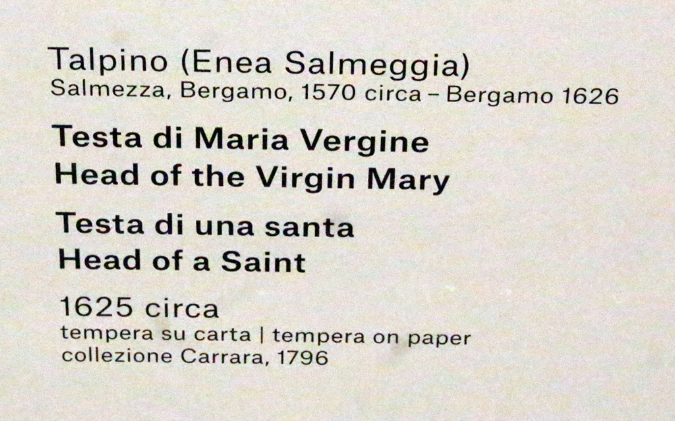 Talpino (Enea Salmeggia)
Salmezza, Bergamo, 1570 circa – Bergamo 1626
Testa di Maria Vergine
Head of the Virgin Mary
Testa di una santa
Head of a Saint
1625 circa
tempera su carta | tempera on paper
collezione Carrara, 1796